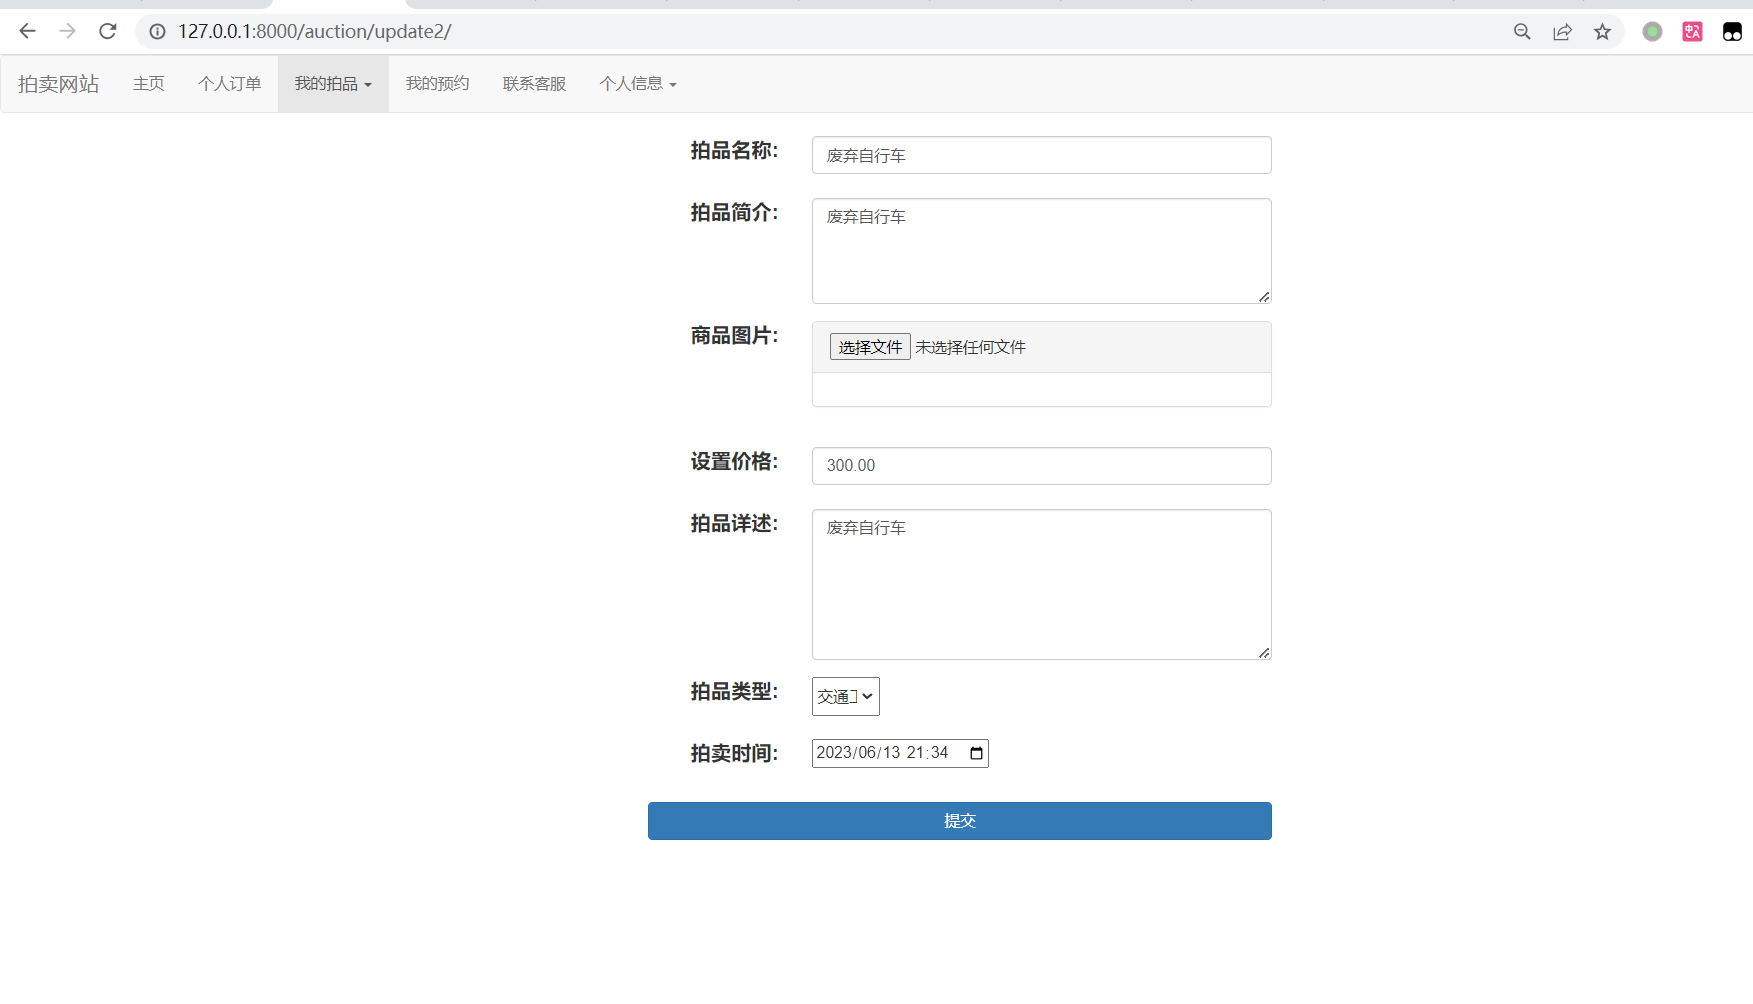 127.0.0.1:8000/auction/update2/
拍卖网站 主页 个人订单 我的拍品 我的预约 联系客服 个人信息
拍品名称: 废弃自行车
拍品简介: 废弃自行车
商品图片: 选择文件 未选择任何文件
设置价格: 300.00
拍品详述: 废弃自行车
拍品类型: 交通
拍卖时间: 2023/06/13 21:34
提交